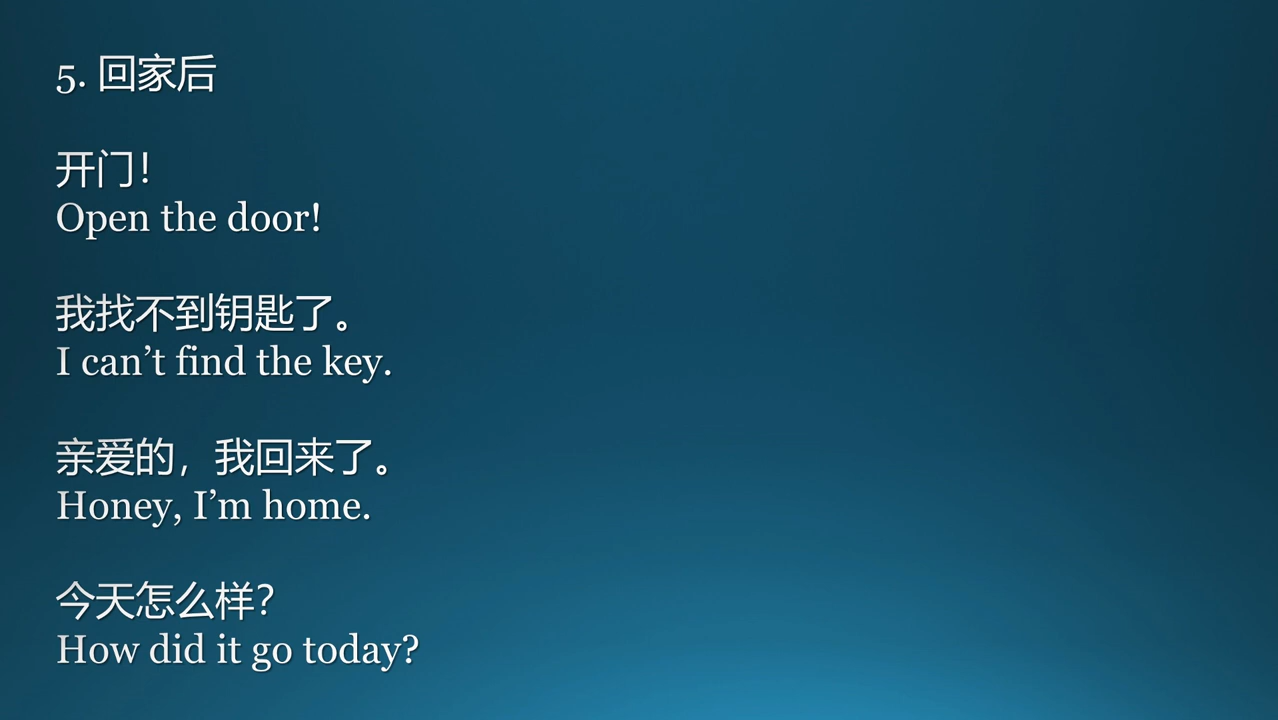 5. 回家后
开门！
Open the door!
我找不到钥匙了。
I can’t find the key.
亲爱的，我回来了。
Honey, I’m home.
今天怎么样？
How did it go today?